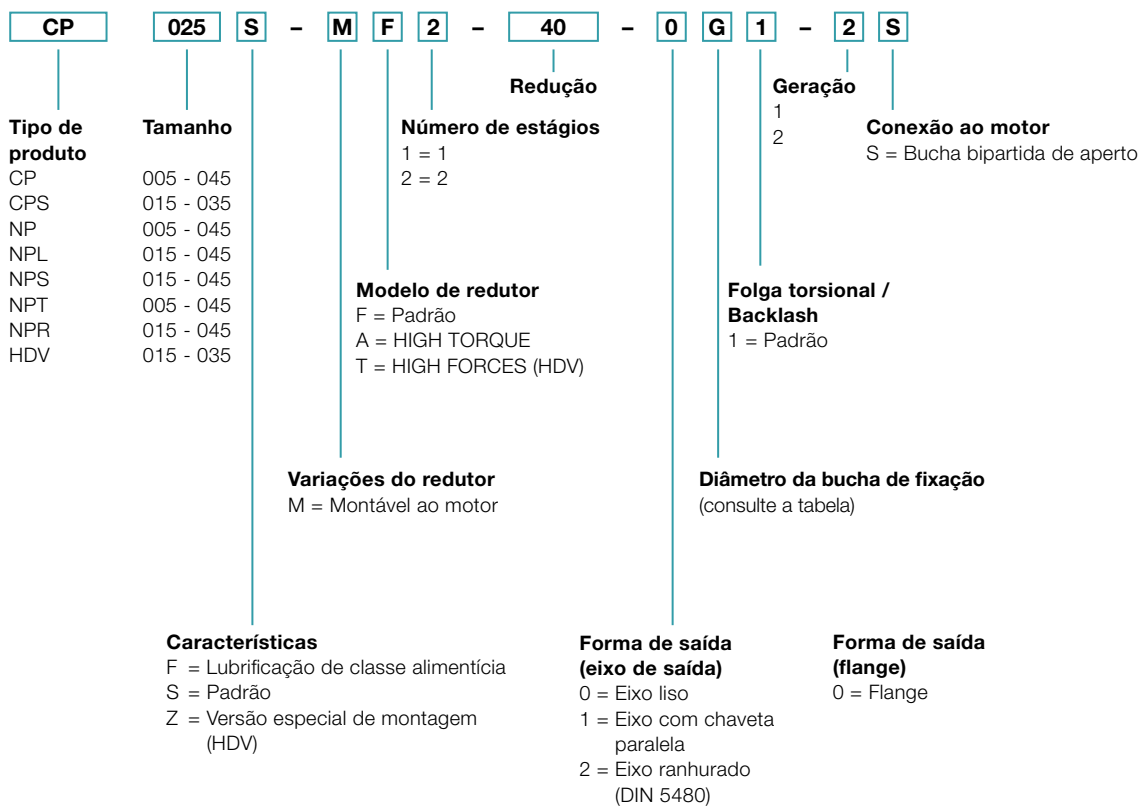 CP 025 S – M F 2 – 40 – 0 G 1 – 2 S
Redução
Geração
1
2
Tipo de
produto
CP
CPS
NP
NPL
NPS
NPT
NPR
HDV
Tamanho
005 - 045
015 - 035
005 - 045
015 - 045
015 - 045
005 - 045
015 - 045
015 - 035
Número de estágios
1 = 1
2 = 2
Conexão ao motor
S = Bucha bipartida de aperto
Modelo de redutor
F = Padrão
A = HIGH TORQUE
T = HIGH FORCES (HDV)
Folga torsional /
Backlash
1 = Padrão
Variações do redutor
M = Montável ao motor
Diâmetro da bucha de fixação
(consulte a tabela)
Características
F = Lubrificação de classe alimentícia
S = Padrão
Z = Versão especial de montagem
(HDV)
Forma de saída
(eixo de saída)
0 = Eixo liso
1 = Eixo com chaveta
paralela
2 = Eixo ranhurado
(DIN 5480)
Forma de saída
(flange)
0 = Flange